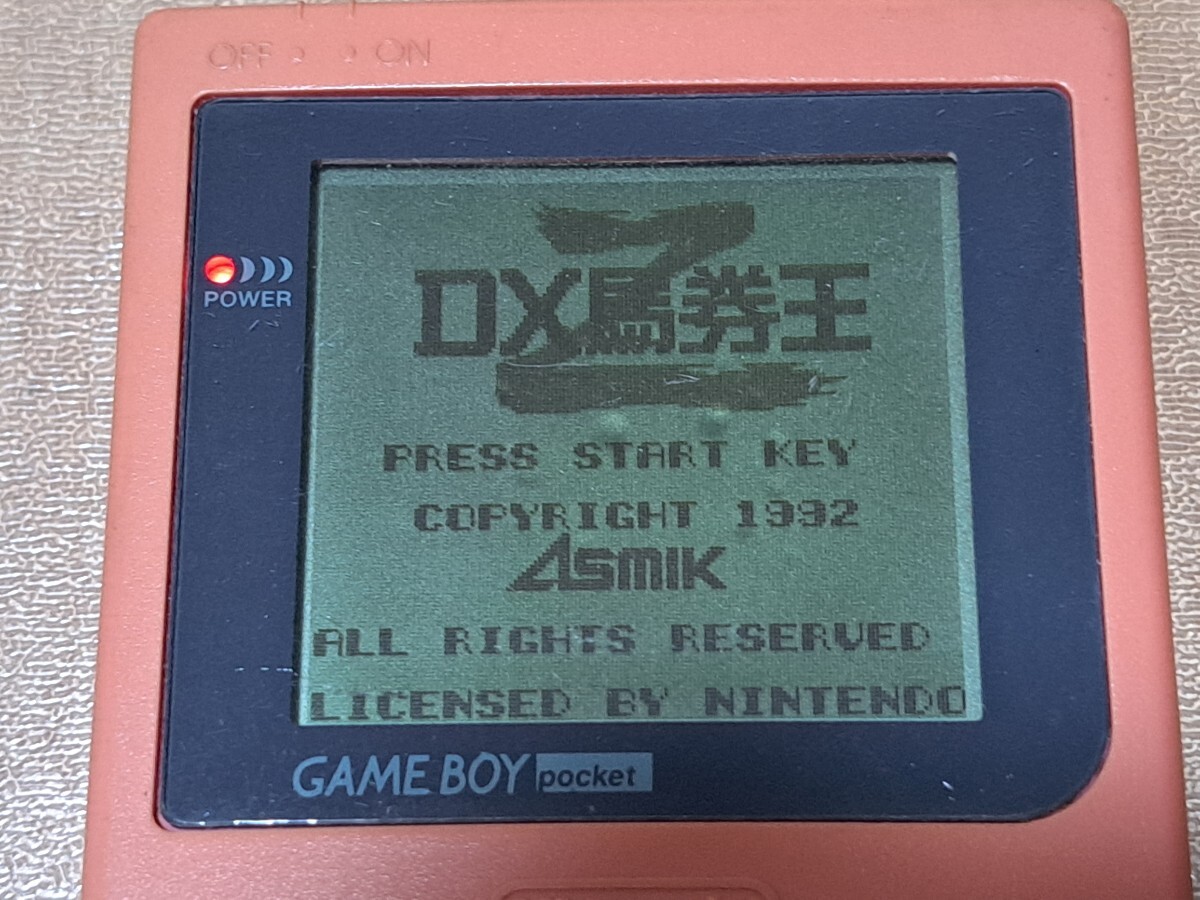 OFF ON
POWER
DX馬券王
Z
PRESS START KEY
COPYRIGHT 1992
ASMIK
ALL RIGHTS RESERVED
LICENSED BY NINTENDO
GAME BOY pocket